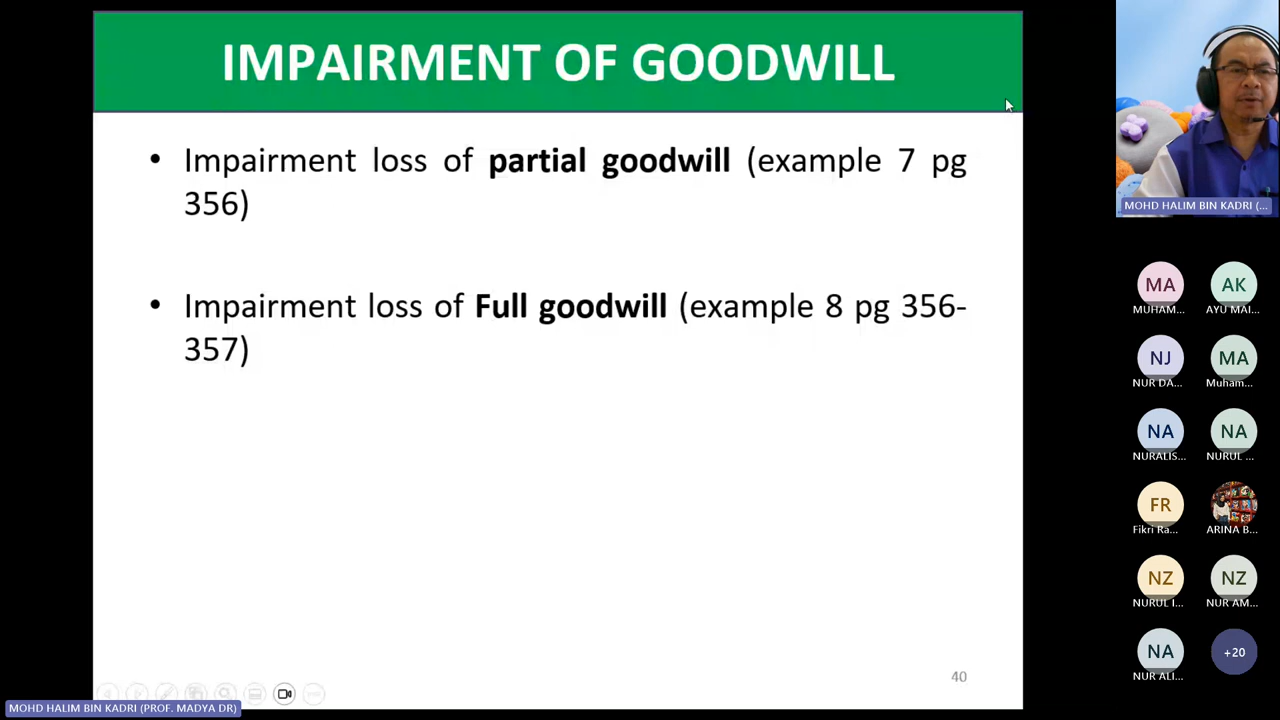 IMPAIRMENT OF GOODWILL
• Impairment loss of partial goodwill (example 7 pg
356)
• Impairment loss of Full goodwill (example 8 pg 356-
357)
40
MOHD HALIM BIN KADRI (PROF. MADYA DR)
MOHD HALIM BIN KADRI (...
MA
MUHAM...
AK
AYU MAI...
NJ
NUR DA...
MA
Muham...
NA
NURALIS...
NA
NURUL ...
FR
Fikri Ra...
ARINA B...
NZ
NURUL I...
NZ
NUR AM...
NA
NUR ALI...
+20